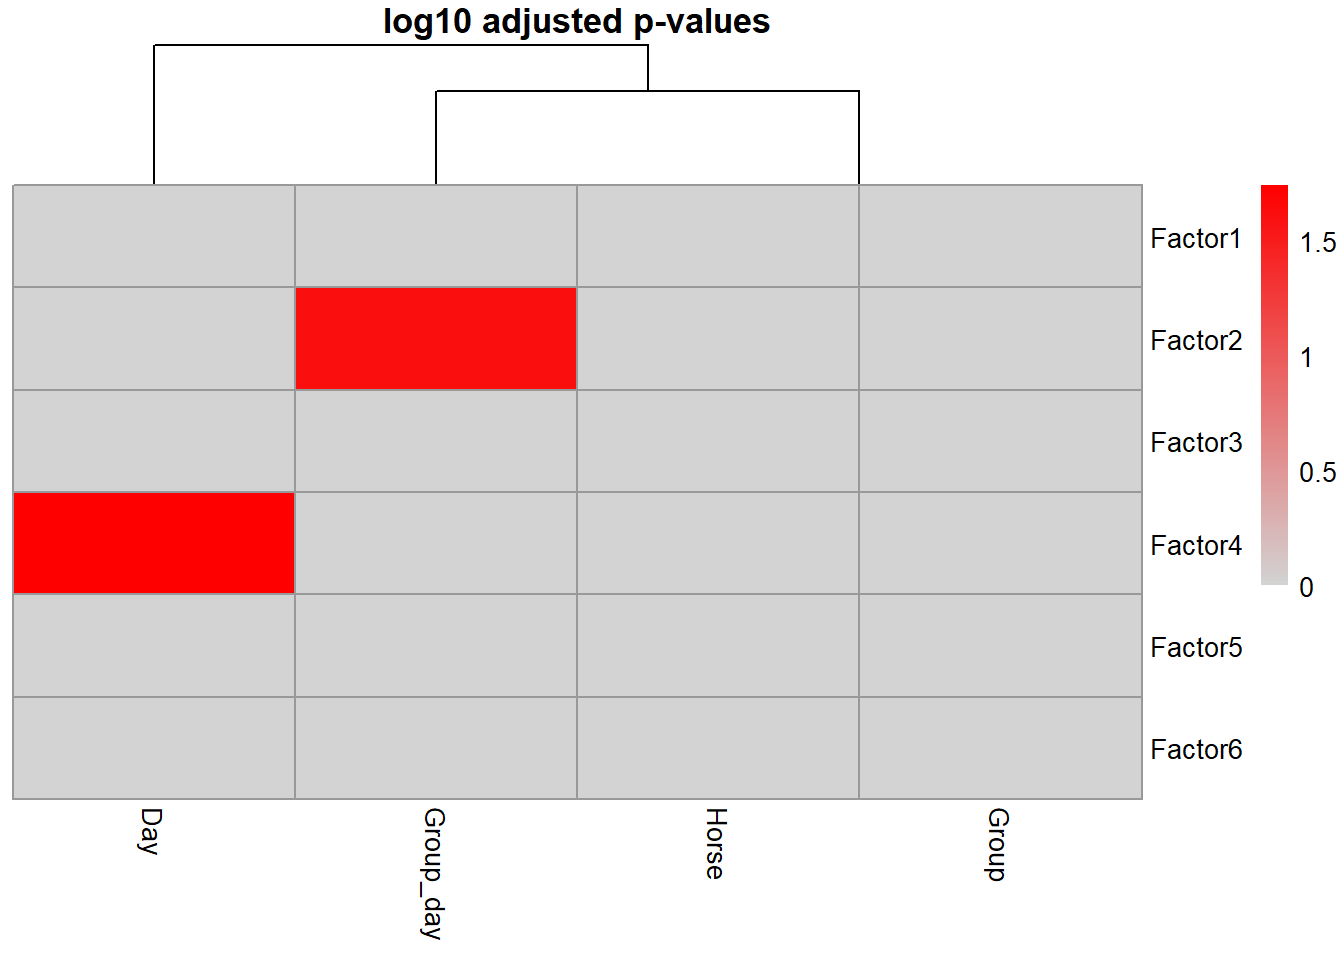 log10 adjusted p-values
Factor1
Factor2
Factor3
Factor4
Factor5
Factor6
1.5
1
0.5
0
Day
Group_day
Horse
Group